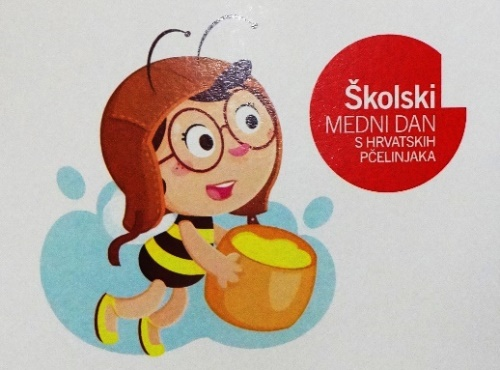 Školski
MEDNI DAN
S HRVATSKIH
PČELINJAKA